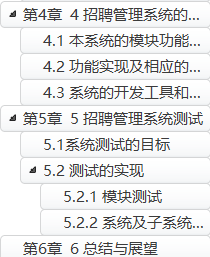 第4章 4 招聘管理系统的...
4.1 本系统的模块功能...
4.2 功能实现及相应的...
4.3 系统的开发工具和...
第5章 5 招聘管理系统测试
5.1系统测试的目标
5.2 测试的实现
5.2.1 模块测试
5.2.2 系统及子系统...
第6章 6 总结与展望